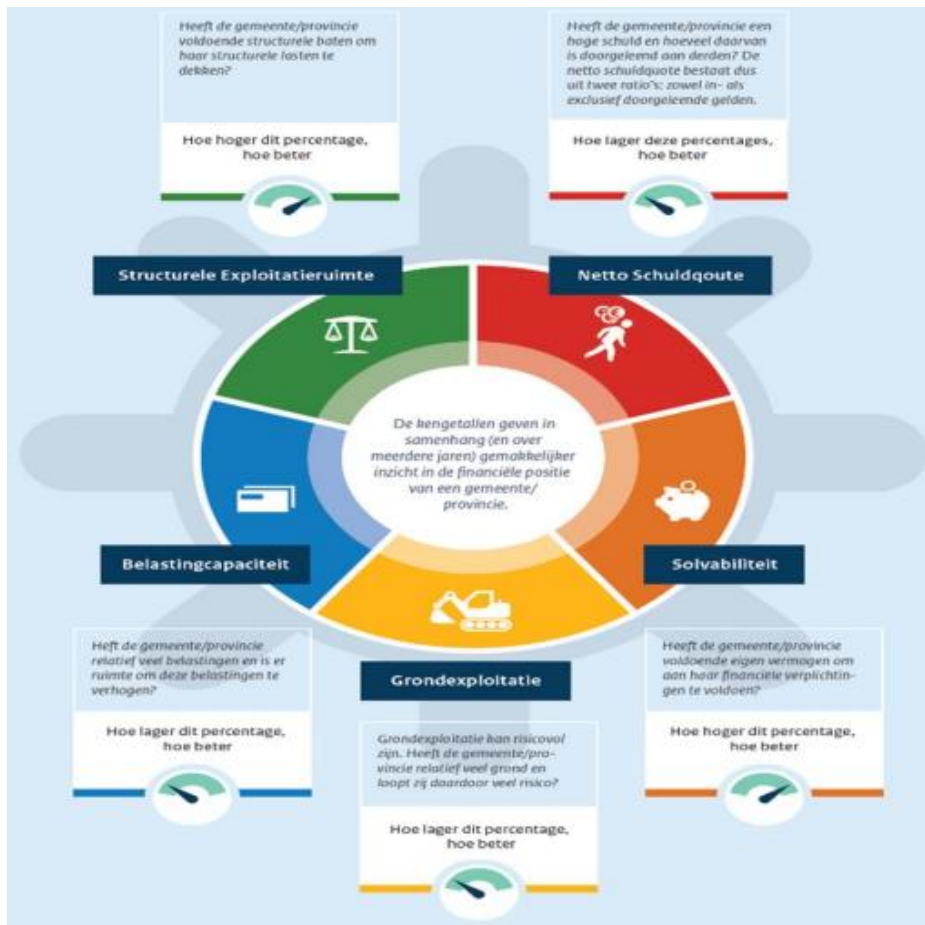 Heeft de gemeente/provincie
voldoende structurele baten om
haar structurele lasten te
dekken?
Hoe hoger dit percentage,
hoe beter
Heeft de gemeente/provincie een
hoge schuld en hoeveel daarvan
is doorgeleend aan derden? De
netto schuldquote bestaat dus
uit twee ratio's: zowel in- als
exclusief doorgeleende gelden.
Hoe lager deze percentages,
hoe beter
Structurele Exploitatieruimte
Netto Schuldqoute
De kengetallen geven in
samenhang (en over
meerdere jaren) gemakkelijker
inzicht in de financiële positie
van een gemeente/
provincie.
Belastingcapaciteit
Solvabiliteit
Heft de gemeente/provincie
relatief veel belastingen en is er
ruimte om deze belastingen te
verhogen?
Hoe lager dit percentage,
hoe beter
Grondexploitatie
Grondexploitatie kan risicovol
zijn. Heeft de gemeente/pro-
vincie relatief veel grond en
loopt zij daardoor veel risico?
Hoe lager dit percentage,
hoe beter
Heeft de gemeente/provincie
voldoende eigen vermogen om
aan haar financiële verplichtin-
gen te voldoen?
Hoe hoger dit percentage,
hoe beter